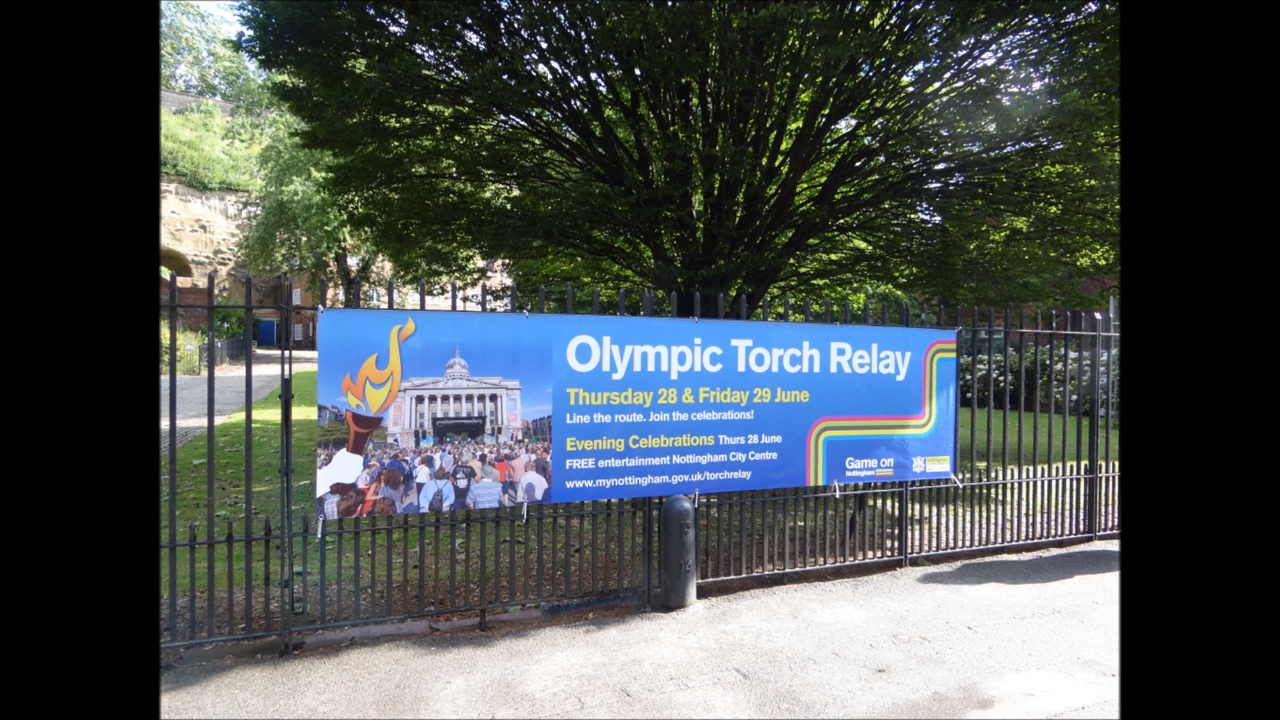 Olympic Torch Relay
Thursday 28 & Friday 29 June
Line the route. Join the celebrations!
Evening Celebrations Thurs 28 June
FREE entertainment Nottingham City Centre
www.mynottingham.gov.uk/torchrelay
Game on
Nottingham